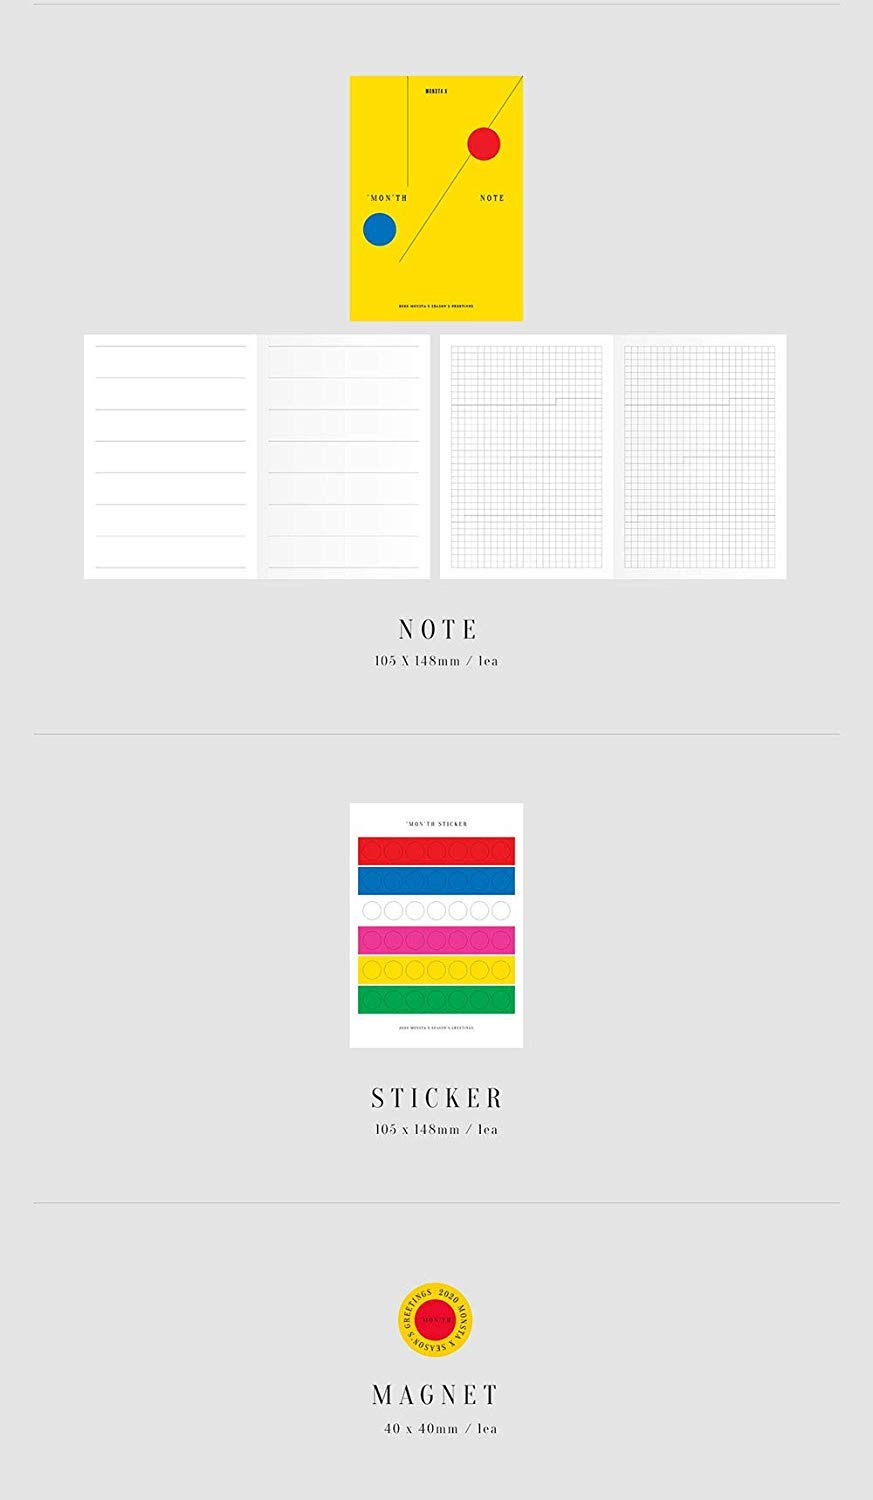 MONSTA X
'MON'TH NOTE
2020 MONSTA X SEASON'S GREETINGS
NOTE
105 X 148mm / 1ea
'MON'TH STICKER
2020 MONSTA X SEASON'S GREETINGS
STICKER
105 x 148mm / 1ea
2020 MONSTA X SEASON'S GREETINGS
'MON'TH
MAGNET
40 x 40mm / 1ea